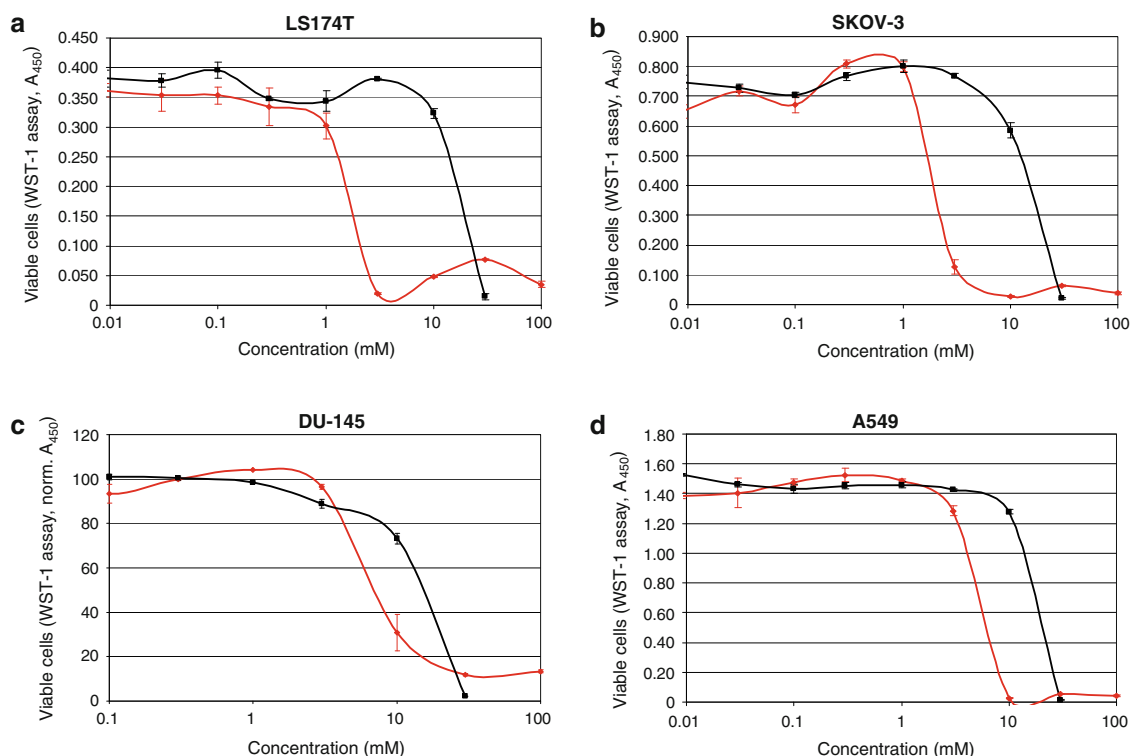 a
LS174T
Viable cells (WST-1 assay, A450)
0.450
0.400
0.350
0.300
0.250
0.200
0.150
0.100
0.050
0
0.01 0.1 1 10 100
Concentration (mM)
b
SKOV-3
Viable cells (WST-1 assay, A450)
0.900
0.800
0.700
0.600
0.500
0.400
0.300
0.200
0.100
0
0.01 0.1 1 10 100
Concentration (mM)
c
DU-145
Viable cells (WST-1 assay, norm. A450)
120
100
80
60
40
20
0
0.1 1 10 100
Concentration (mM)
d
A549
Viable cells (WST-1 assay, A450)
1.80
1.60
1.40
1.20
1.00
0.80
0.60
0.40
0.20
0.00
0.01 0.1 1 10 100
Concentration (mM)